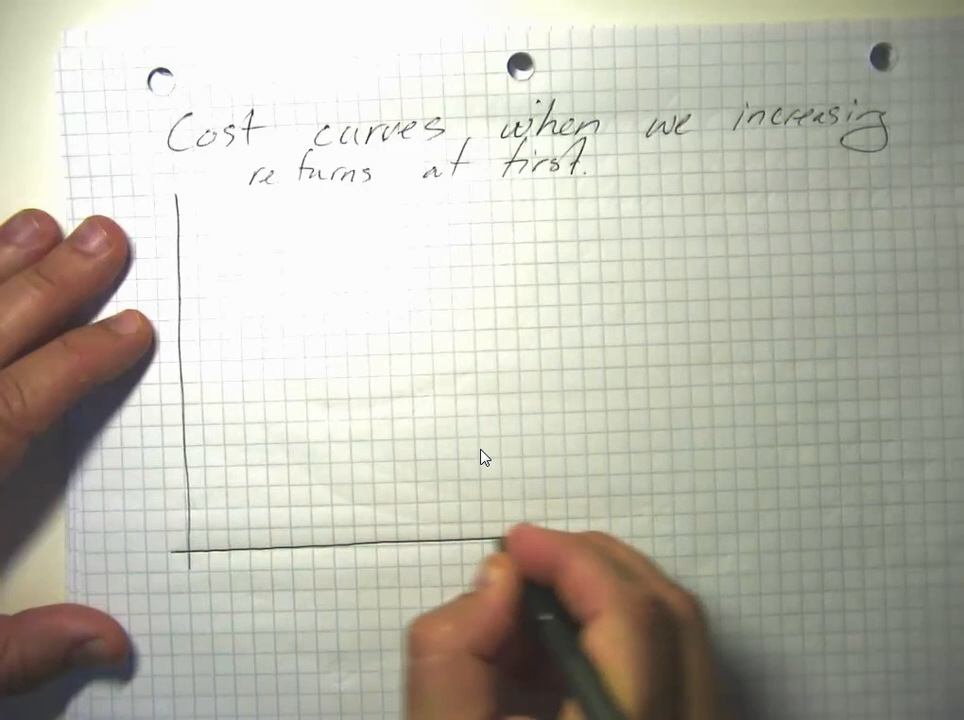 Cost curves, when we increasing
returns at first.